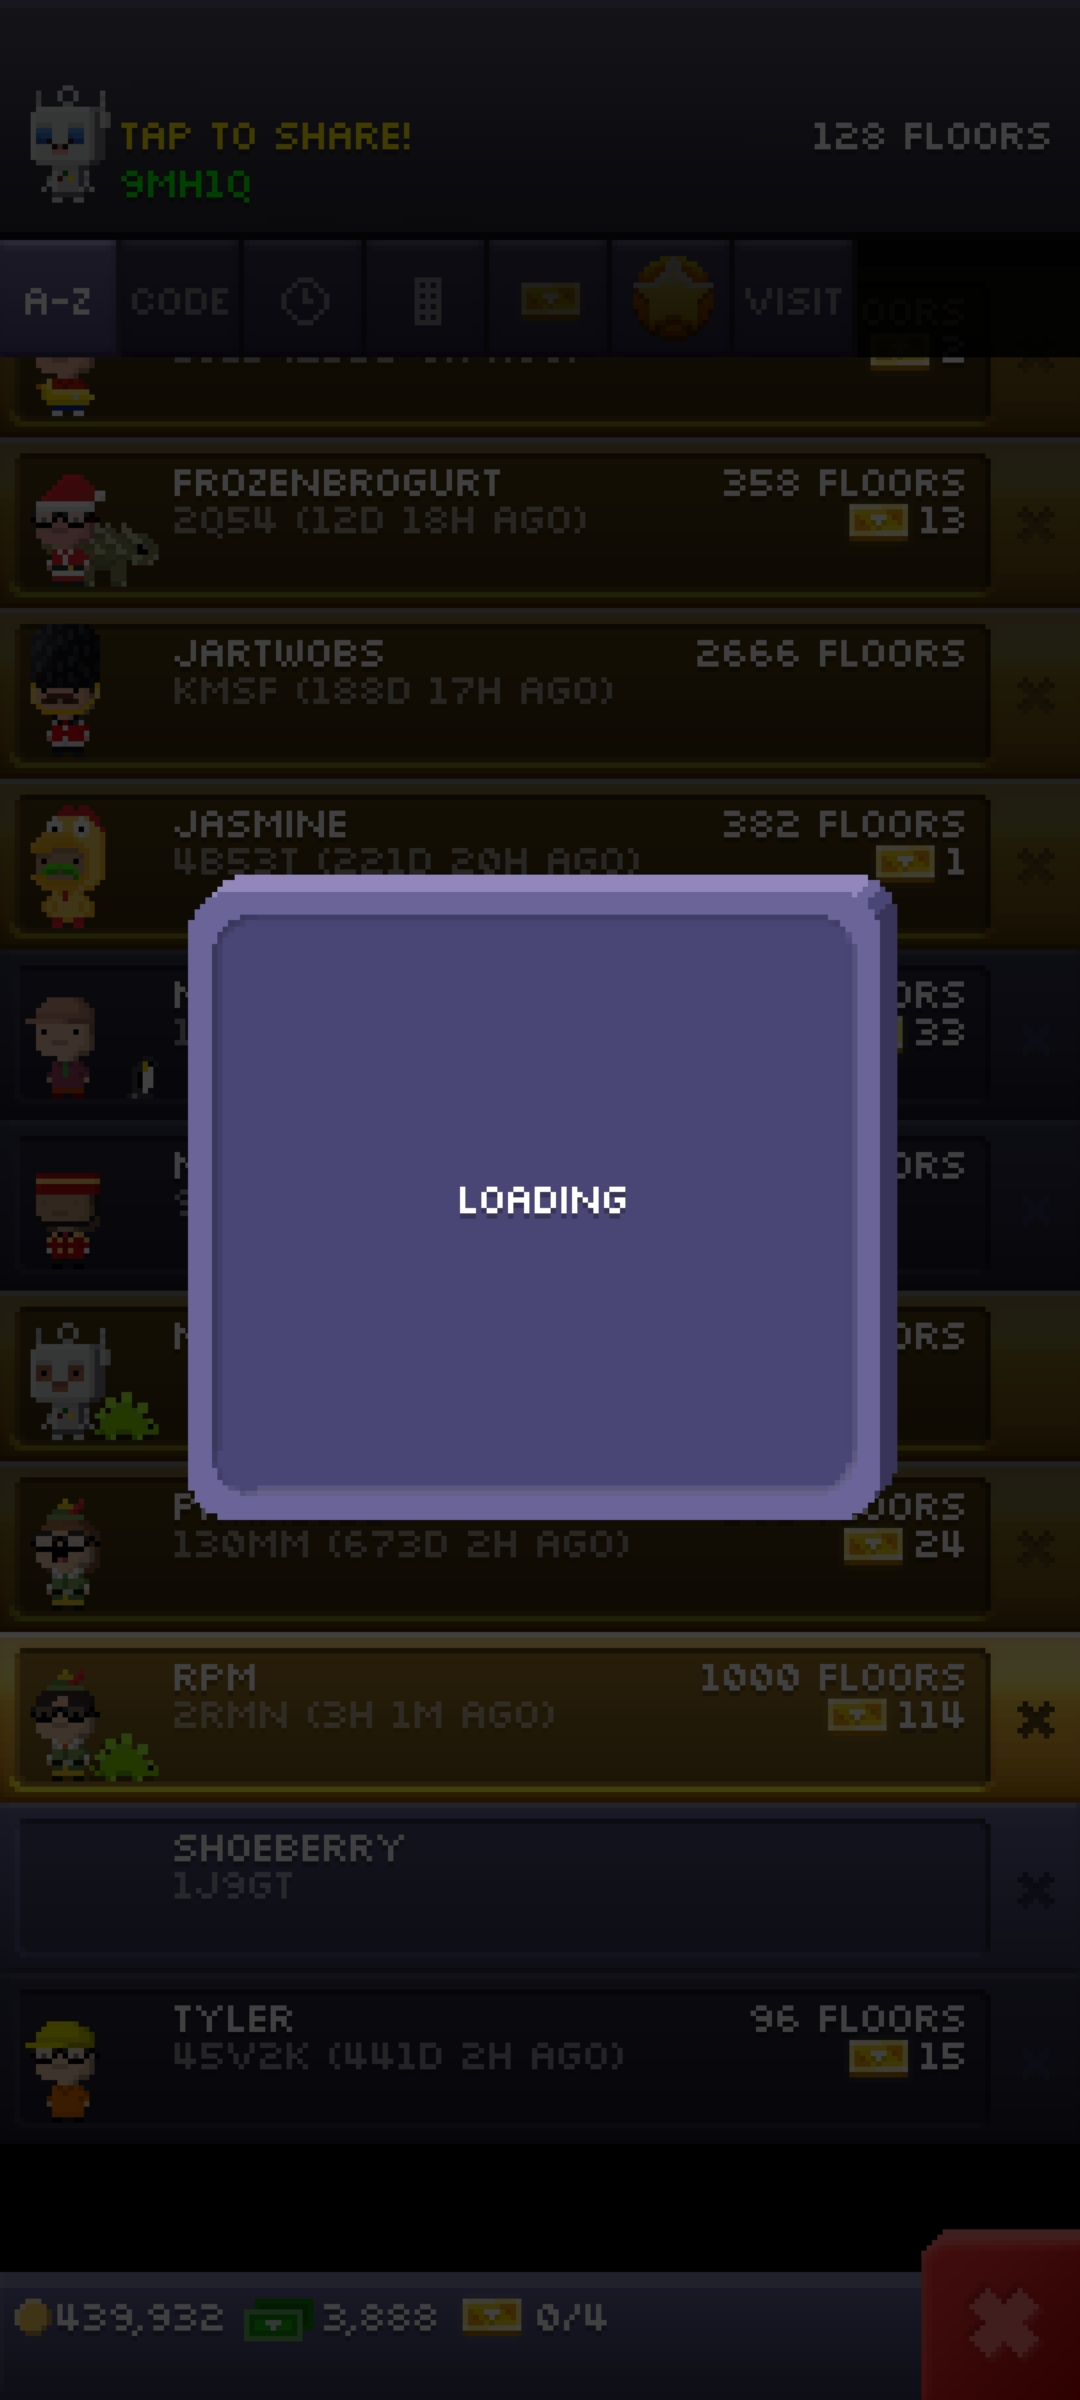 TAP TO SHARE!
128 FLOORS
9MH1Q
A-Z
CODE
VISIT
2
FROZENBROGURT
358 FLOORS
2Q54 (12D 18H AGO)
13
JARTWOBS
2666 FLOORS
KMSF (188D 17H AGO)
JASMINE
382 FLOORS
4B53T (221D 20H AGO)
1
33
LOADING
130MM (673D 2H AGO)
24
RPM
1000 FLOORS
2RMN (3H 1M AGO)
114
SHOEBERRY
1J9GT
TYLER
96 FLOORS
45V2K (441D 2H AGO)
15
439,932
3,888
0/4